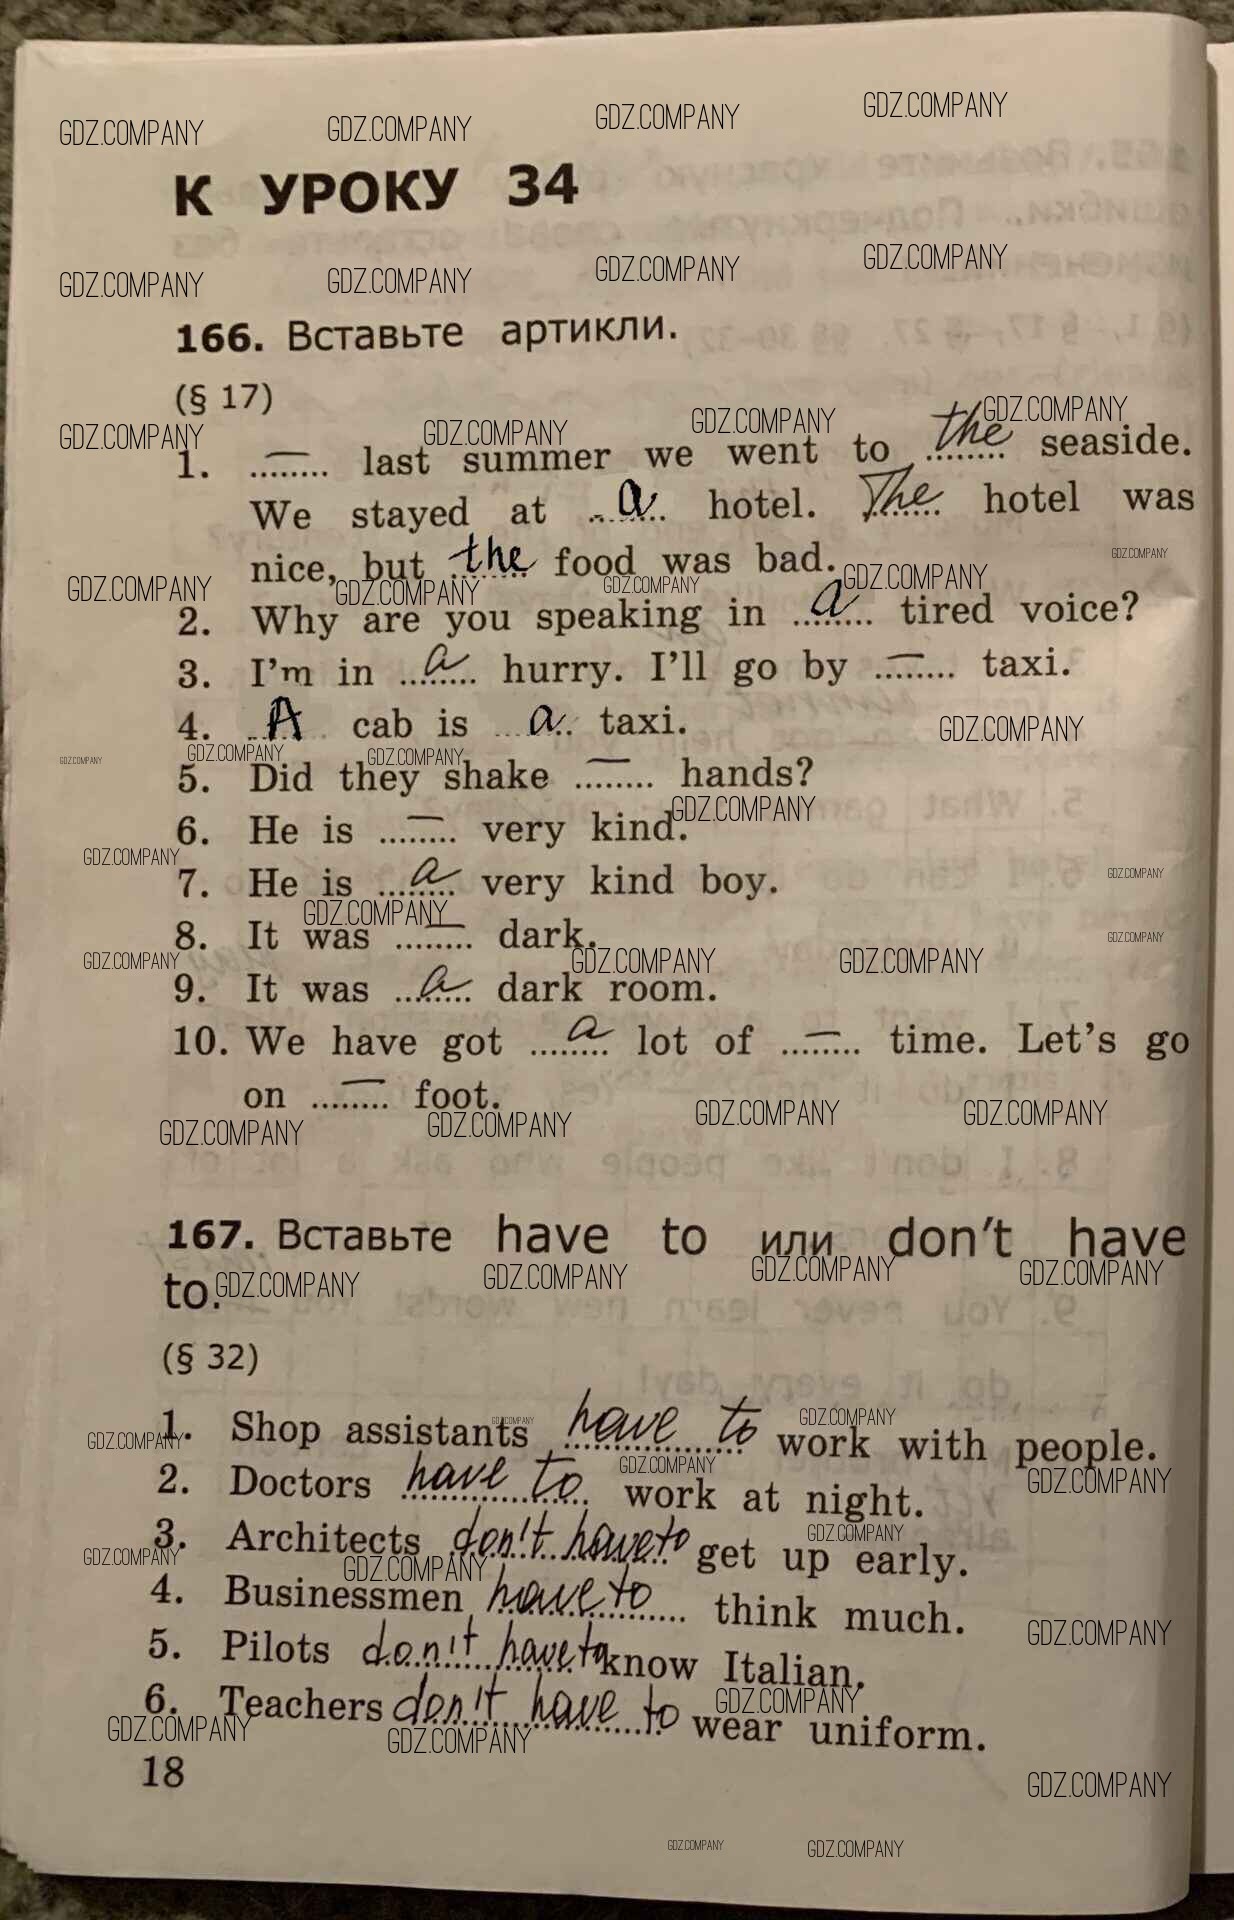 К УРОКУ 34
166. Вставьте артикли.
(§ 17)
1. — last summer we went to the seaside.
We stayed at a hotel. The hotel was
nice, but the food was bad.
2. Why are you speaking in a tired voice?
3. I'm in a hurry. I'll go by — taxi.
4. A cab is a taxi.
5. Did they shake — hands?
6. He is — very kind.
7. He is a very kind boy.
8. It was — dark.
9. It was a dark room.
10. We have got a lot of — time. Let's go
on — foot.
167. Вставьте have to или don't have
to.
(§ 32)
1. Shop assistants have to work with people.
2. Doctors have to work at night.
3. Architects don't have to get up early.
4. Businessmen have to think much.
5. Pilots don't have to know Italian.
6. Teachers don't have to wear uniform.
18
GDZ.COMPANY